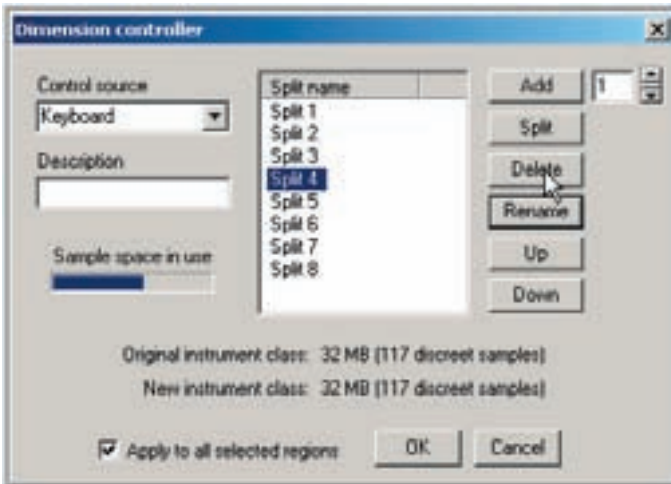 Dimension controller
Control source
Keyboard
Description
Sample space in use
Split name
Split 1
Split 2
Split 3
Split 4
Split 5
Split 6
Split 7
Split 8
Add
1
Split
Delete
Rename
Up
Down
Original instrument class: 32 MB (117 discreet samples)
New instrument class: 32 MB (117 discreet samples)
Apply to all selected regions
OK
Cancel